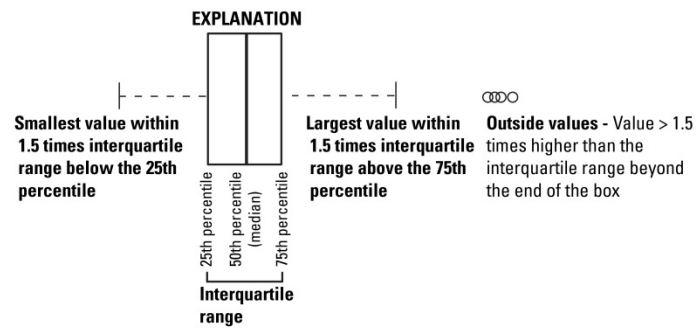 EXPLANATION
Smallest value within
1.5 times interquartile
range below the 25th
percentile
Largest value within
1.5 times interquartile
range above the 75th
percentile
Outside values - Value > 1.5
times higher than the
interquartile range beyond
the end of the box
25th percentile
50th percentile
(median)
75th percentile
Interquartile
range